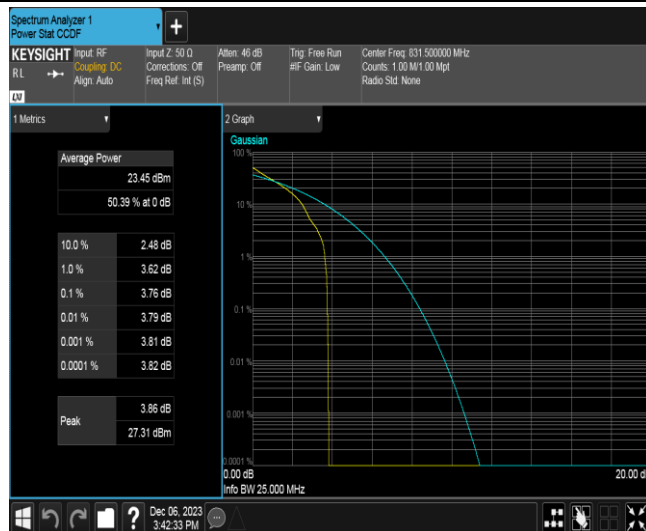 Spectrum Analyzer 1
Power Stat CCDF
+
KEYSIGHT
RL
LXI
Input: RF
Coupling: DC
Align: Auto
Input Z: 50 Ω
Corrections: Off
Freq Ref: Int (S)
Atten: 46 dB
Preamp: Off
Trig: Free Run
#IF Gain: Low
Center Freq: 831.500000 MHz
Counts: 1.00 M/1.00 Mpt
Radio Std: None
1 Metrics
Average Power
23.45 dBm
50.39 % at 0 dB
10.0 % 2.48 dB
1.0 % 3.62 dB
0.1 % 3.76 dB
0.01 % 3.79 dB
0.001 % 3.81 dB
0.0001 % 3.82 dB
Peak
3.86 dB
27.31 dBm
2 Graph
Gaussian
100 %
10 %
1 %
0.1 %
0.01 %
0.001 %
0.0001 %
0.00 dB
20.00 d
Info BW 25.000 MHz
?
Dec 06, 2023
3:42:33 PM